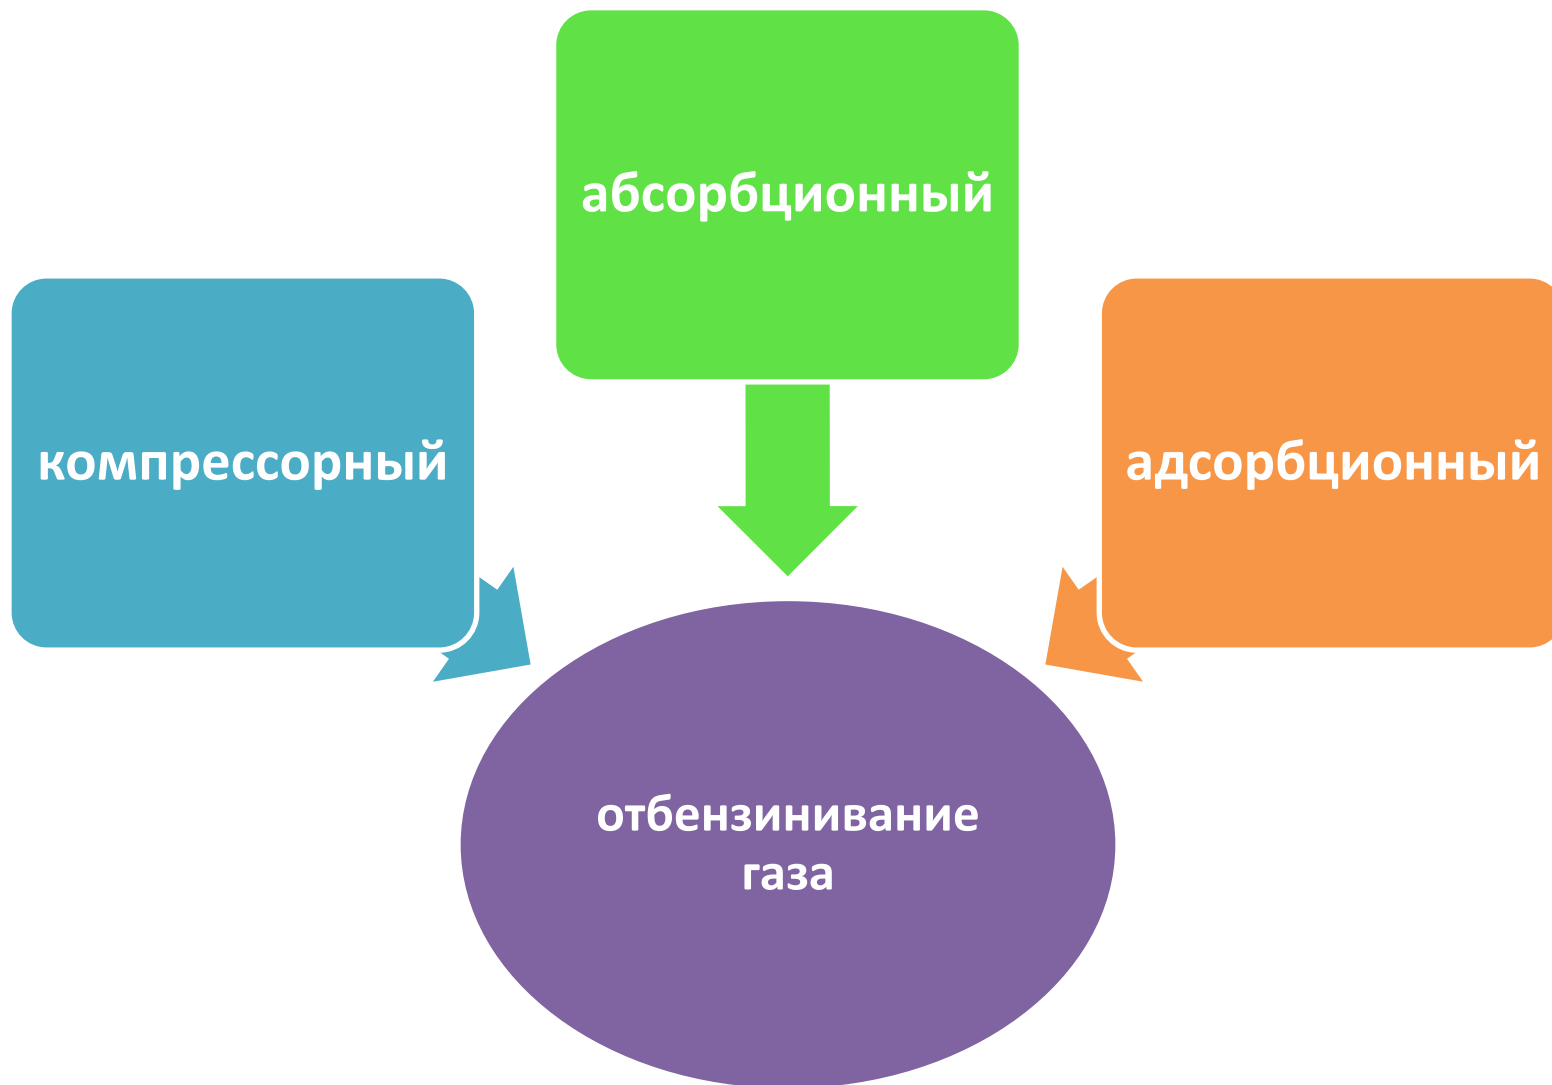 абсорбционный
компрессорный
адсорбционный
отбензинивание
газа